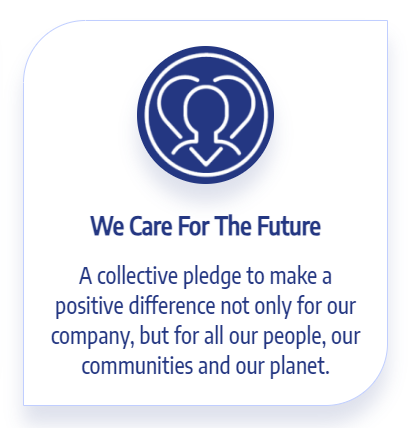 We Care For The Future
A collective pledge to make a
positive difference not only for our
company, but for all our people, our
communities and our planet.